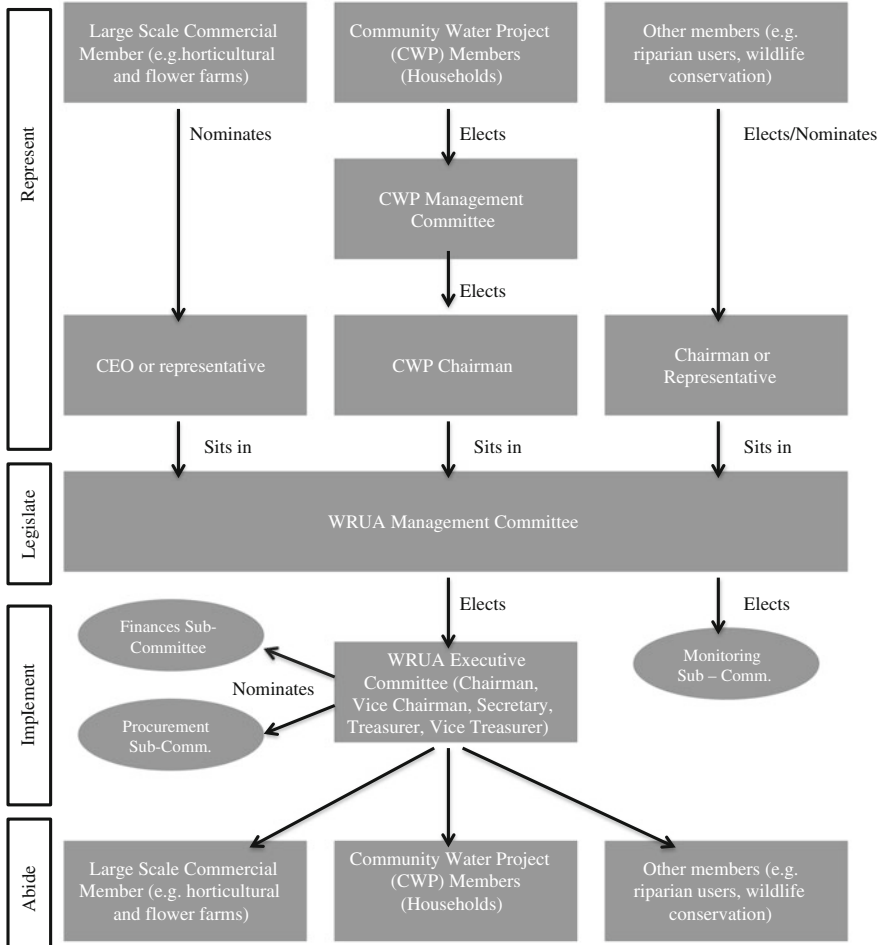 Represent
Large Scale Commercial
Member (e.g.horticultural
and flower farms)
Community Water Project
(CWP) Members
(Households)
Other members (e.g.
riparian users, wildlife
conservation)
Nominates
Elects
Elects/Nominates
CWP Management
Committee
Elects
CEO or representative
CWP Chairman
Chairman or
Representative
Sits in
Sits in
Sits in
Legislate
WRUA Management Committee
Elects
Elects
Implement
Finances Sub-
Committee
Nominates
Procurement
Sub-Comm.
WRUA Executive
Committee (Chairman,
Vice Chairman, Secretary,
Treasurer, Vice Treasurer)
Monitoring
Sub – Comm.
Abide
Large Scale Commercial
Member (e.g. horticultural
and flower farms)
Community Water Project
(CWP) Members
(Households)
Other members (e.g.
riparian users, wildlife
conservation)